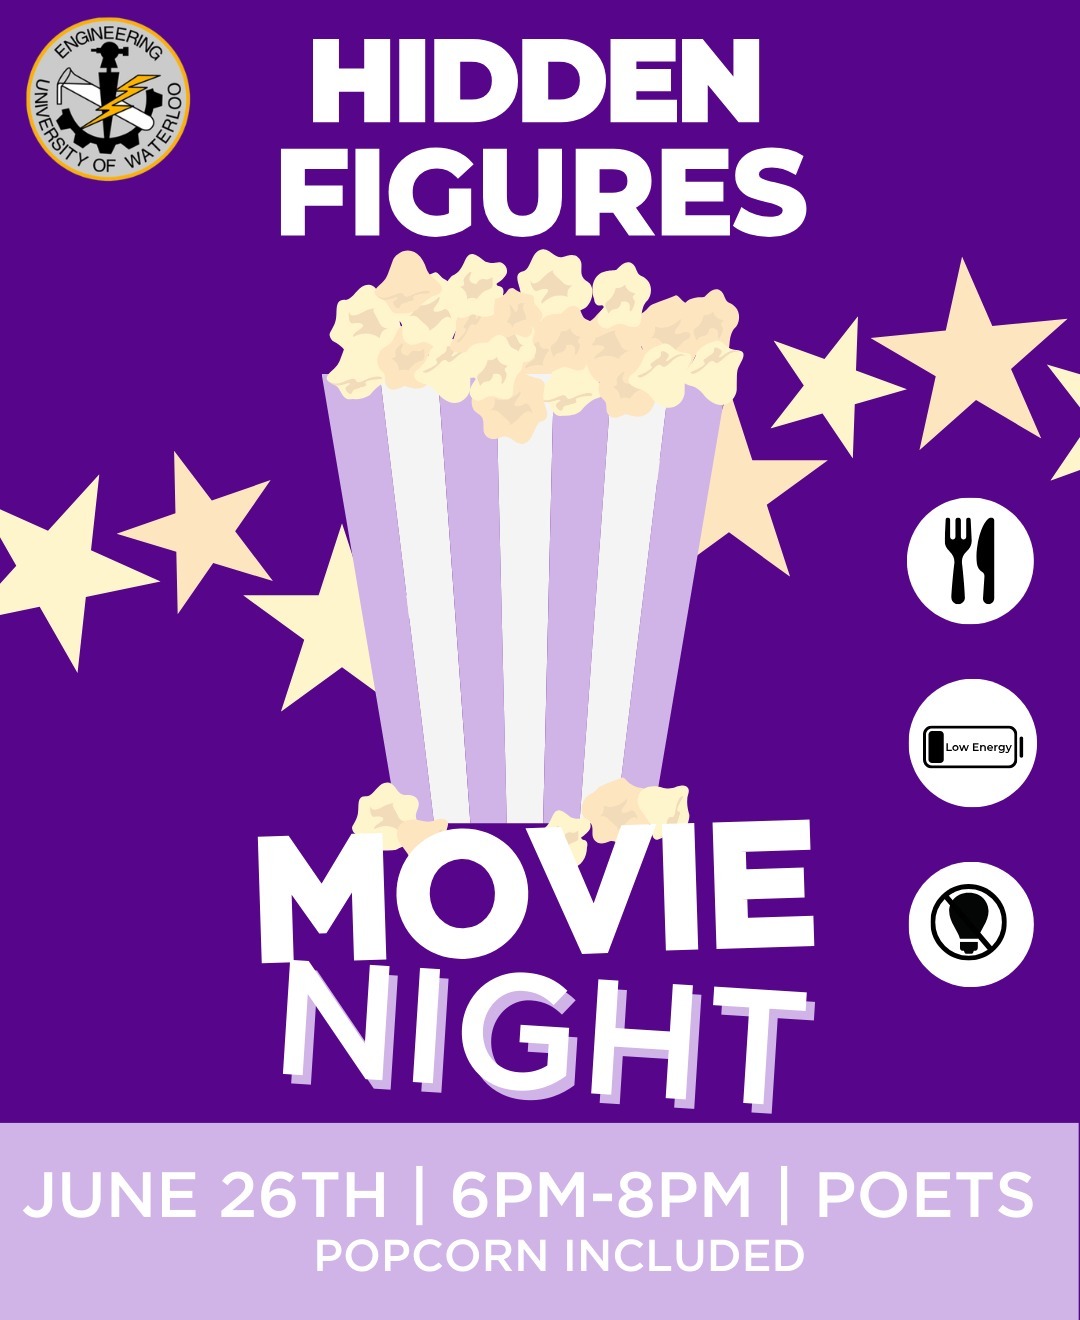 ENGINEERING
UNIVERSITY OF WATERLOO
HIDDEN
FIGURES
Low Energy
MOVIE
NIGHT
JUNE 26TH | 6PM-8PM | POETS
POPCORN INCLUDED